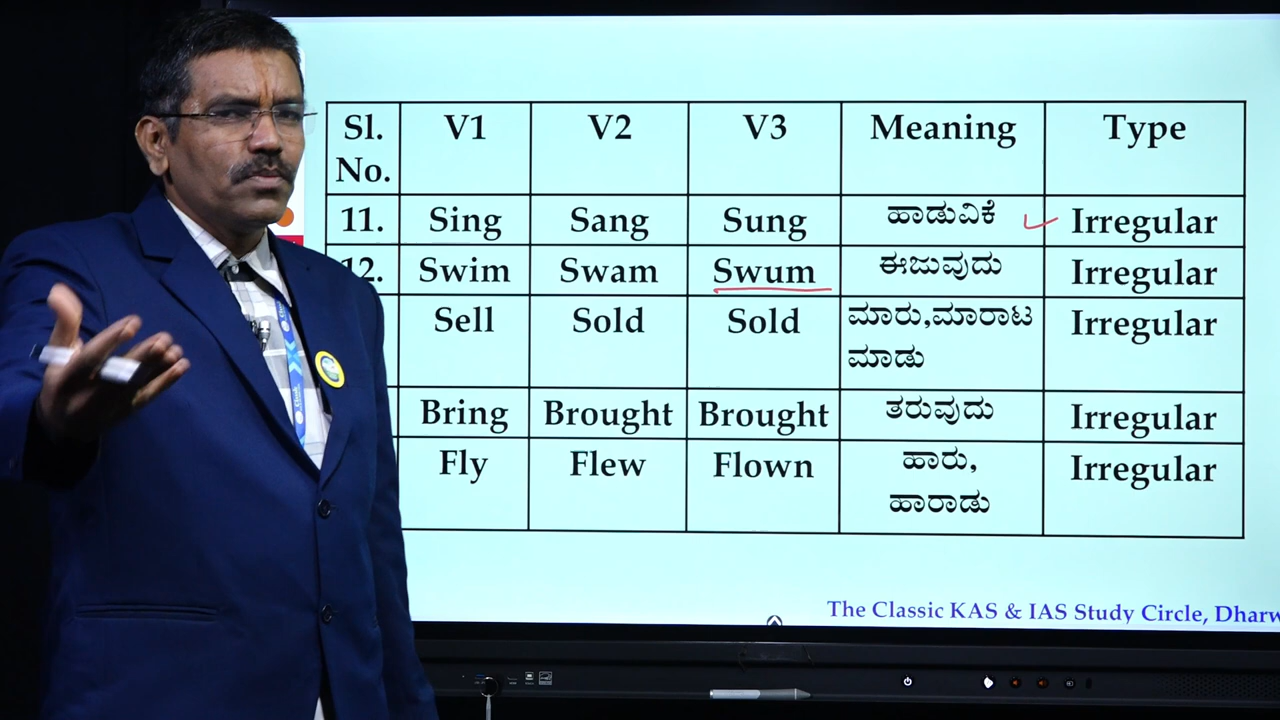 Sl. No. V1 V2 V3 Meaning Type
11. Sing Sang Sung ಹಾಡುವಿಕೆ Irregular
12. Swim Swam Swum ಈಜುವುದು Irregular
Sell Sold Sold ಮಾರು,ಮಾರಾಟ ಮಾಡು Irregular
Bring Brought Brought ತರುವುದು Irregular
Fly Flew Flown ಹಾರು, ಹಾರಾಡು Irregular
The Classic KAS & IAS Study Circle, Dharw